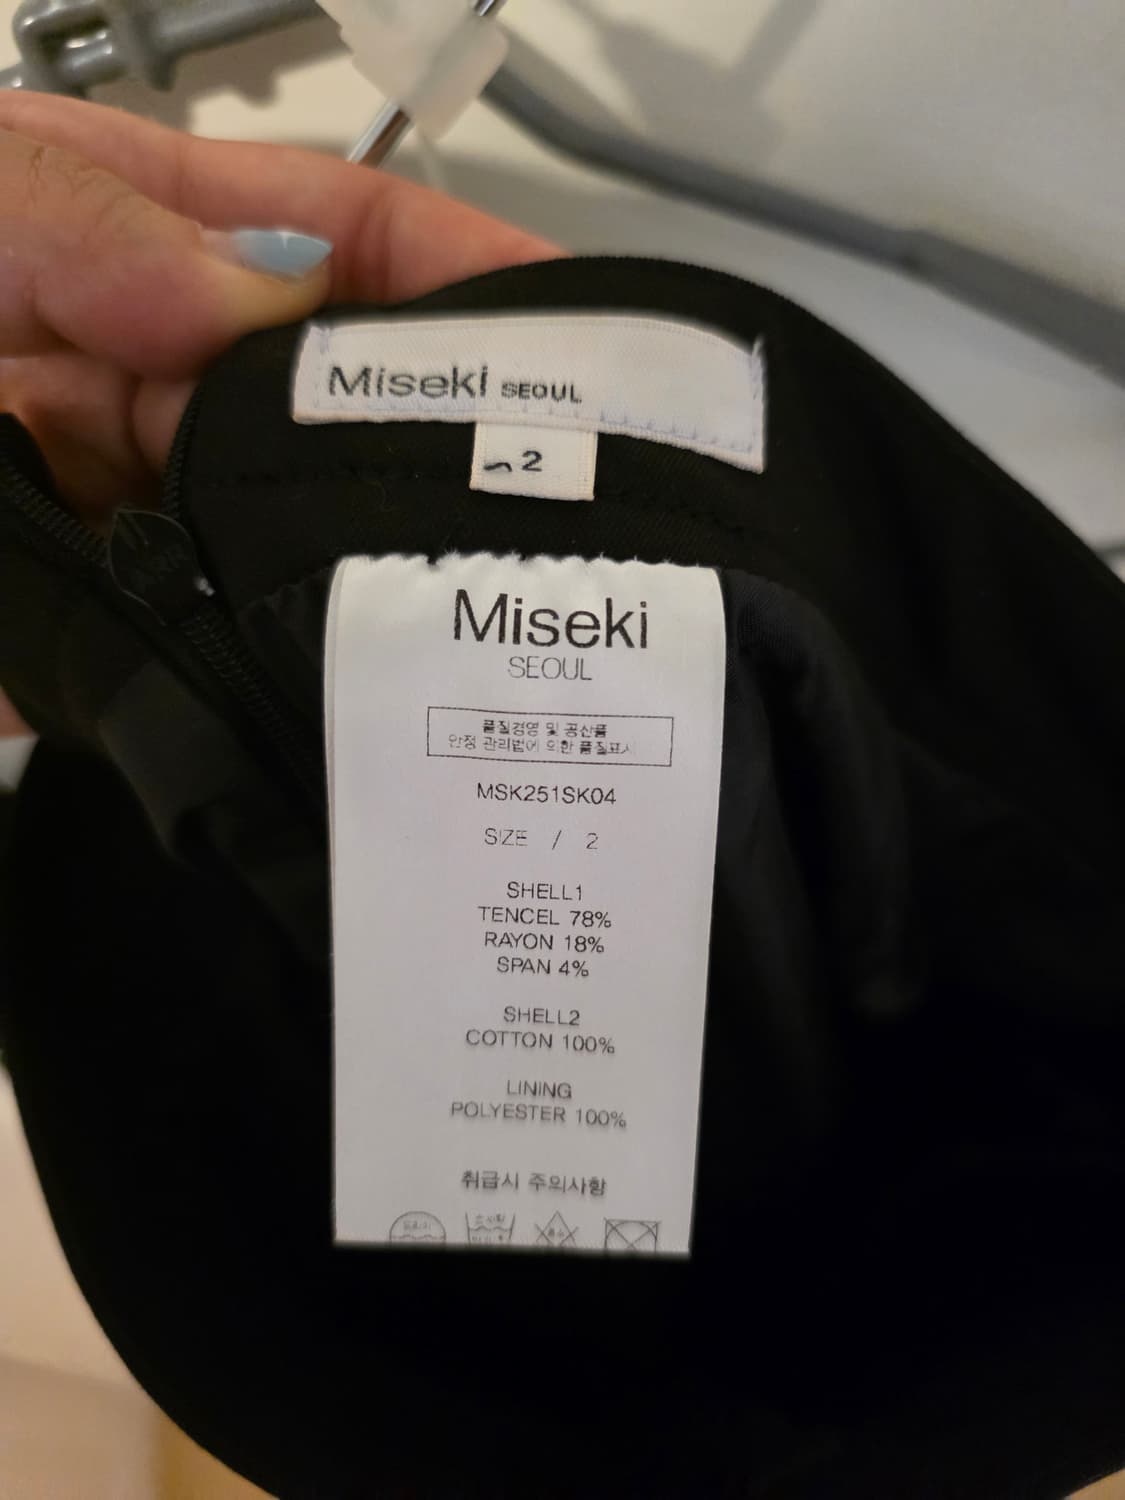 Miseki SEOUL
2
Miseki
SEOUL
품질경영 및 공산품
안정 관리법에 의한 품질표시
MSK251SK04
SIZE / 2
SHELL1
TENCEL 78%
RAYON 18%
SPAN 4%
SHELL2
COTTON 100%
LINING
POLYESTER 100%
취급시 주의사항